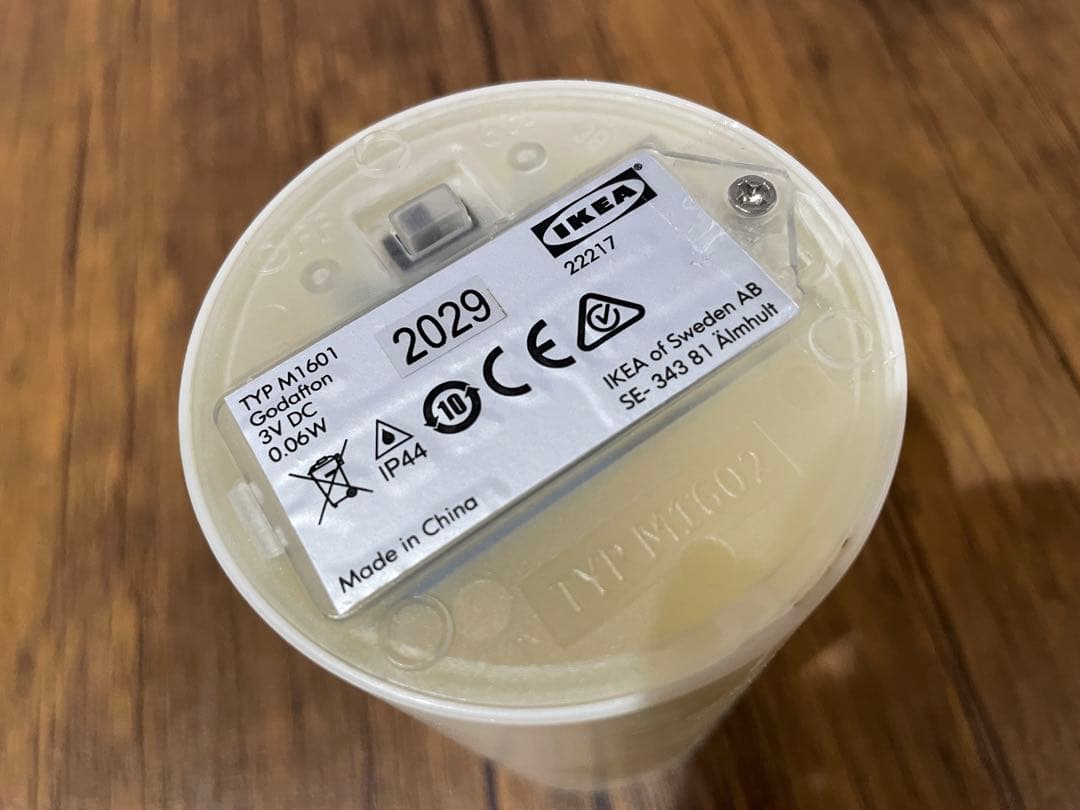 IKEA®
22217
2029
TYP M1601
Godafton
3V DC
0.06W
IP44
10
CE
IKEA of Sweden AB
SE- 343 81 Älmhult
Made in China
TYP MT602